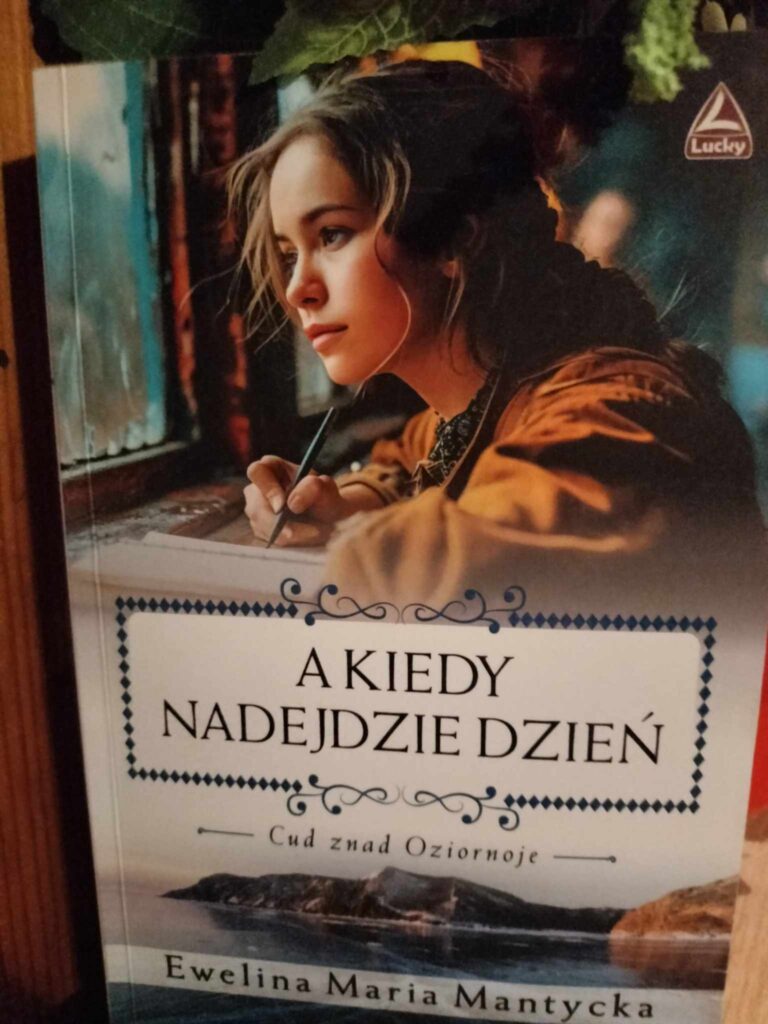 Lucky
A KIEDY
NADEJDZIE DZIEŃ
Cud znad Oziornoje
Ewelina Maria Mantycka